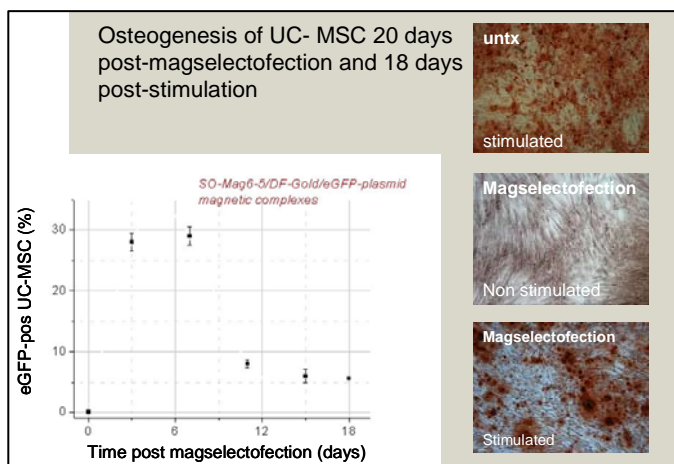 Osteogenesis of UC- MSC 20 days
post-magselectofection and 18 days
post-stimulation
SO-Mag6-5/DF-Gold/eGFP-plasmid
magnetic complexes
eGFP-pos UC-MSC (%)
30
20
10
0
0
6
12
18
Time post magselectofection (days)
untx
stimulated
Magselectofection
Non stimulated
Magselectofection
Stimulated